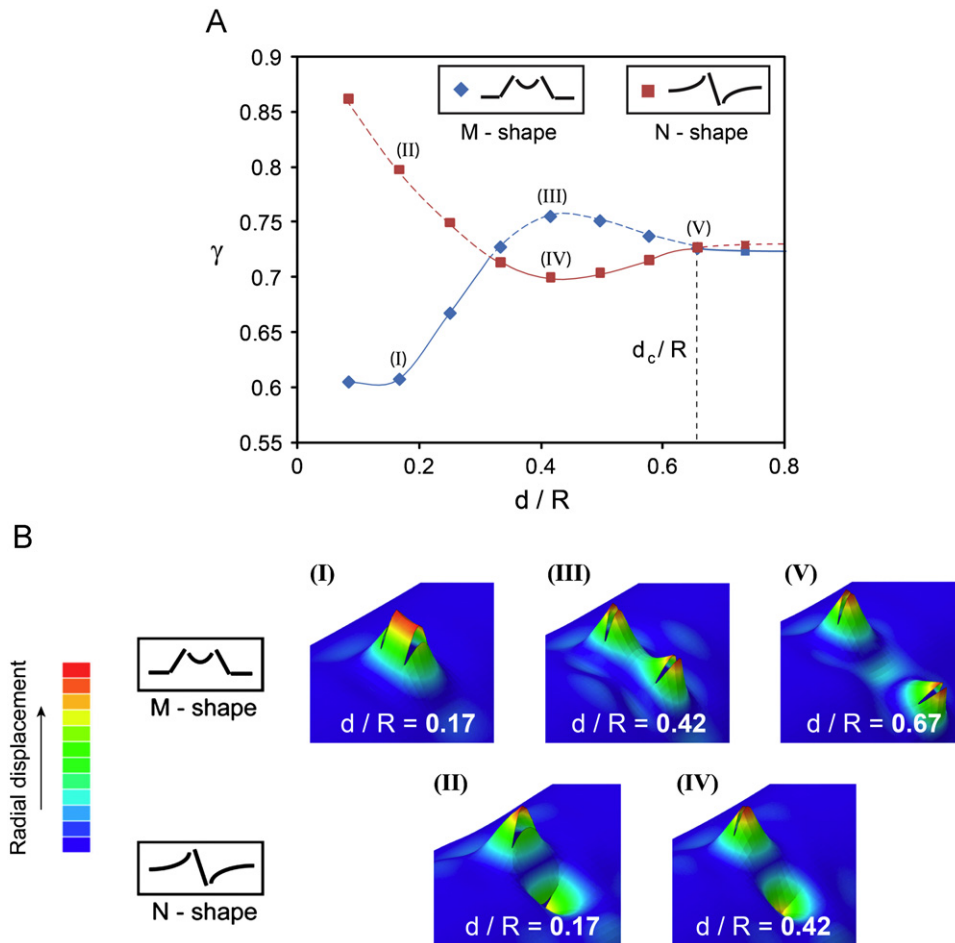 A
0.9
0.85
0.8
0.75
0.7
0.65
0.6
0.55
γ
M - shape
N - shape
(II)
(III)
(V)
(IV)
(I)
d_c / R
0 0.2 0.4 0.6 0.8
d / R
B
Radial displacement
M - shape
N - shape
(I)
d / R = 0.17
(III)
d / R = 0.42
(V)
d / R = 0.67
(II)
d / R = 0.17
(IV)
d / R = 0.42